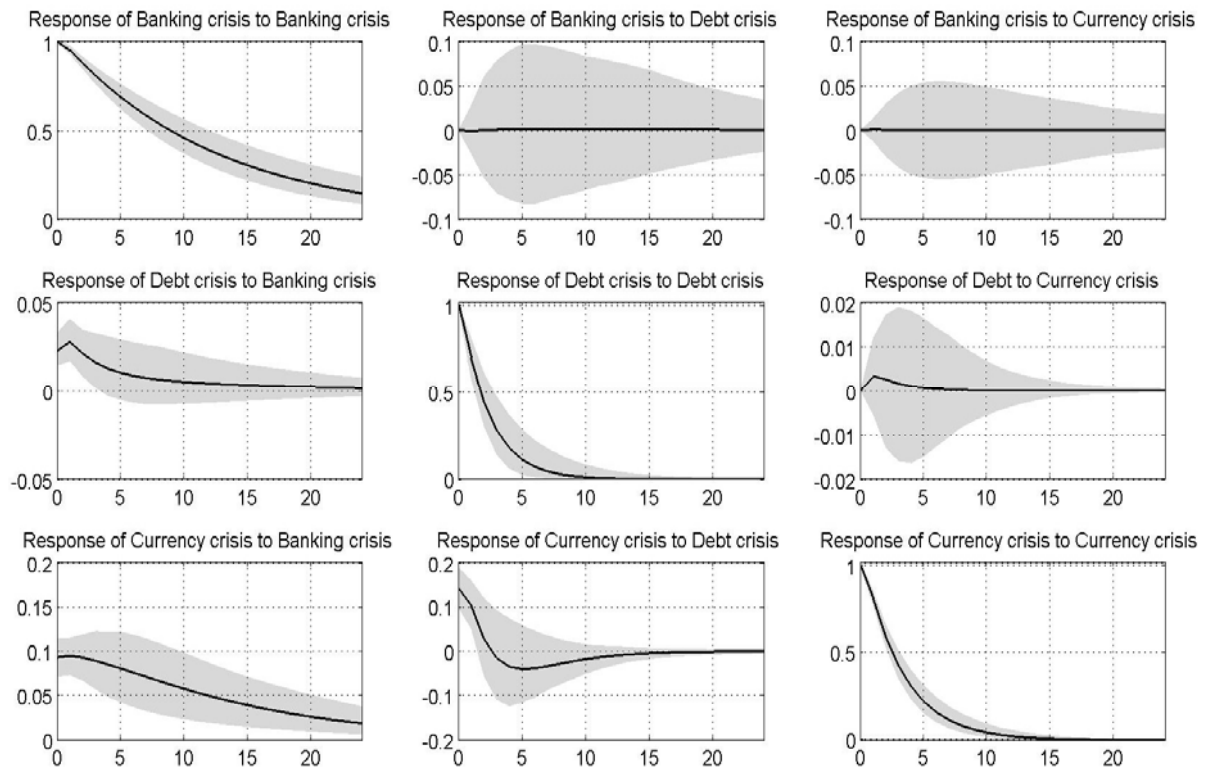 Response of Banking crisis to Banking crisis
1
0.5
0
0 5 10 15 20
Response of Banking crisis to Debt crisis
0.1
0.05
0
-0.05
-0.1
0 5 10 15 20
Response of Banking crisis to Currency crisis
0.1
0.05
0
-0.05
-0.1
0 5 10 15 20
Response of Debt crisis to Banking crisis
0.05
0
-0.05
0 5 10 15 20
Response of Debt crisis to Debt crisis
1
0.5
0
0 5 10 15 20
Response of Debt to Currency crisis
0.02
0.01
0
-0.01
-0.02
0 5 10 15 20
Response of Currency crisis to Banking crisis
0.2
0.15
0.1
0.05
0
0 5 10 15 20
Response of Currency crisis to Debt crisis
0.2
0.1
0
-0.1
-0.2
0 5 10 15 20
Response of Currency crisis to Currency crisis
1
0.5
0
0 5 10 15 20